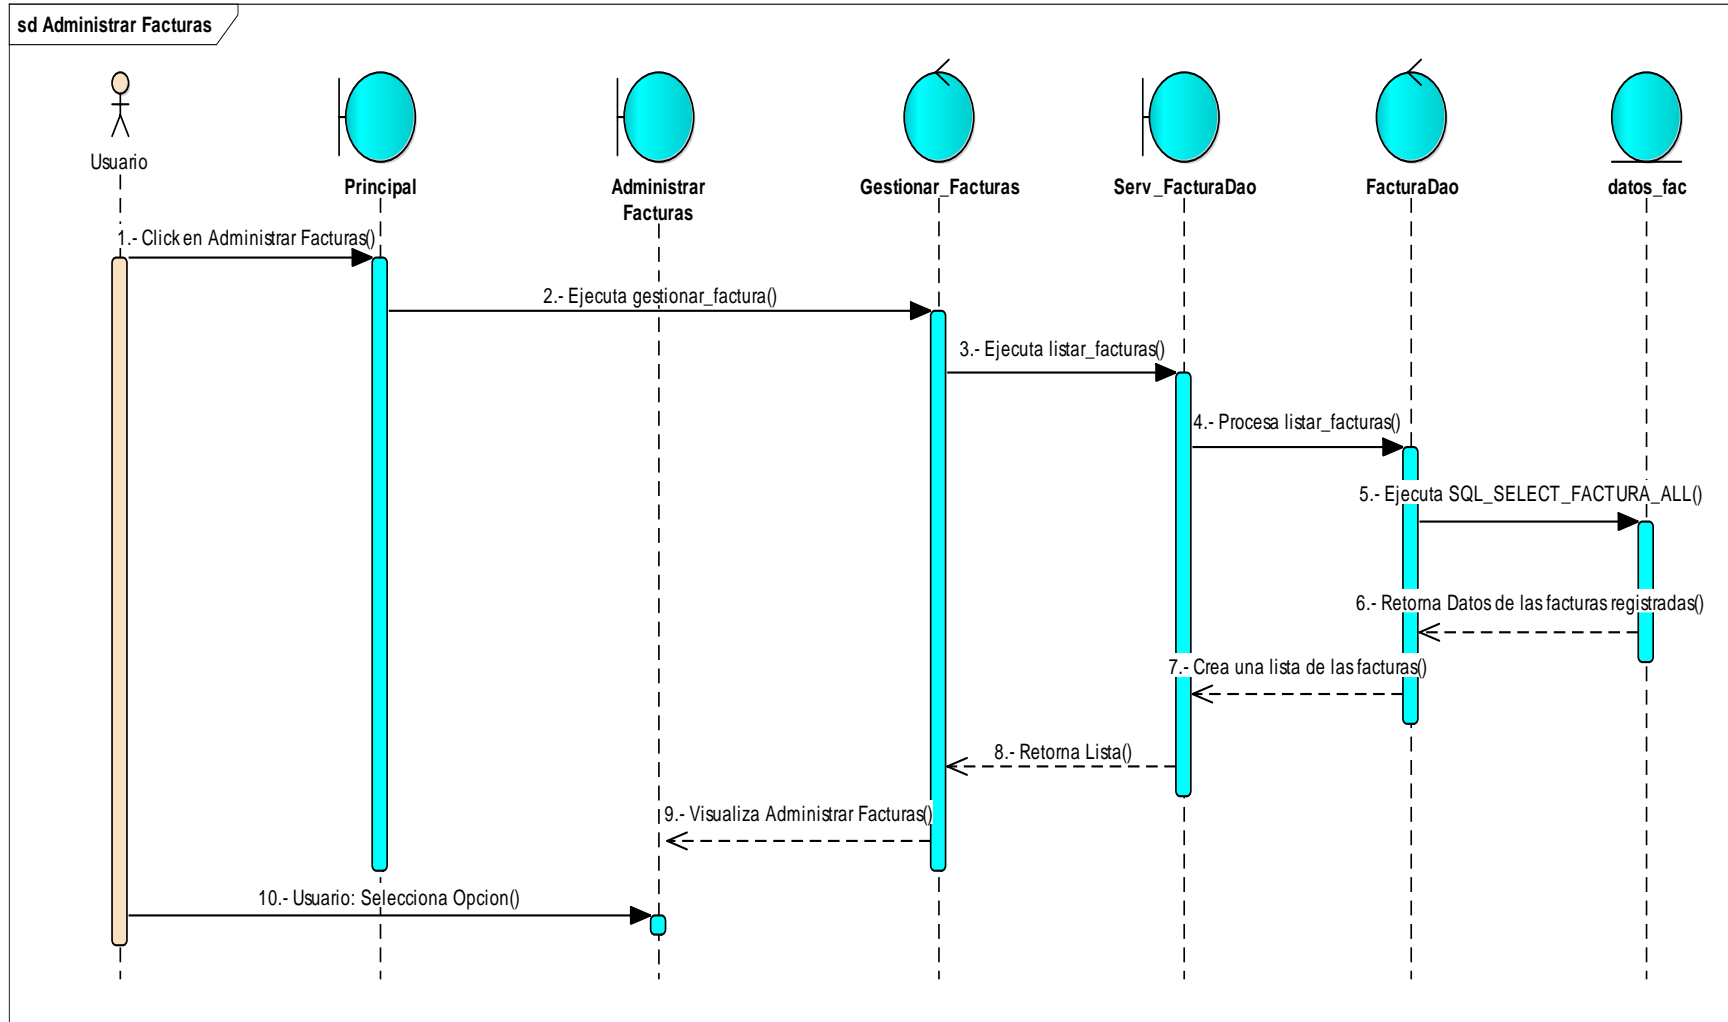 sd Administrar Facturas
Usuario
Principal
Administrar
Facturas
Gestionar_Facturas
Serv_FacturaDao
FacturaDao
datos_fac
1.- Click en Administrar Facturas()
2.- Ejecuta gestionar_factura()
3.- Ejecuta listar_facturas()
4.- Procesa listar_facturas()
5.- Ejecuta SQL_SELECT_FACTURA_ALL()
6.- Retorna Datos de las facturas registradas()
7.- Crea una lista de las facturas()
8.- Retorna Lista()
9.- Visualiza Administrar Facturas()
10.- Usuario: Selecciona Opcion()